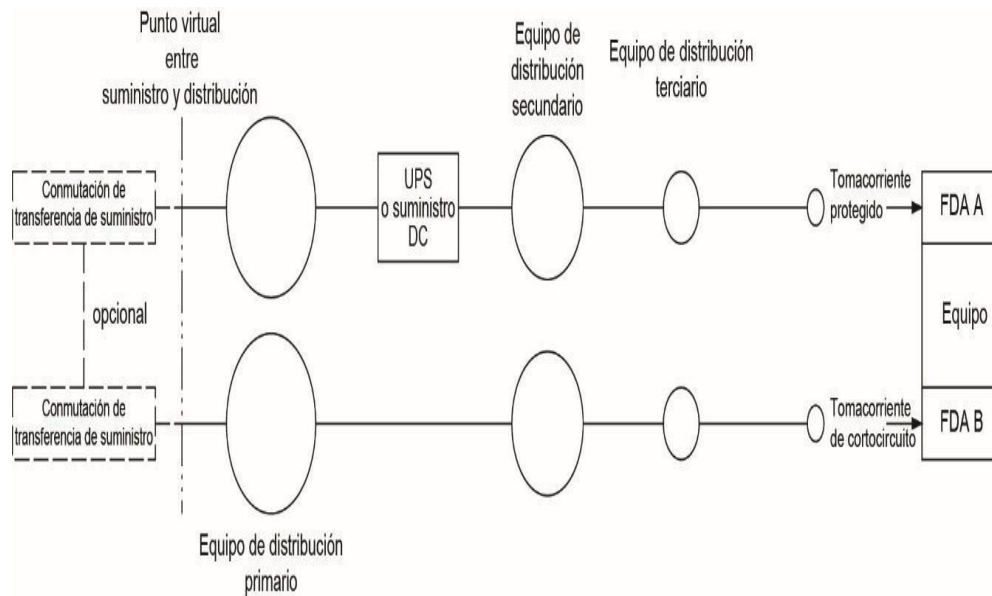 Punto virtual
entre
suministro y distribución
Equipo de
distribución
secundario
Equipo de distribución
terciario
Conmutación de
transferencia de suministro
UPS
o suministro
DC
Tomacorriente
protegido
FDA A
opcional
Equipo
Conmutación de
transferencia de suministro
Tomacorriente
de cortocircuito
FDA B
Equipo de distribución
primario